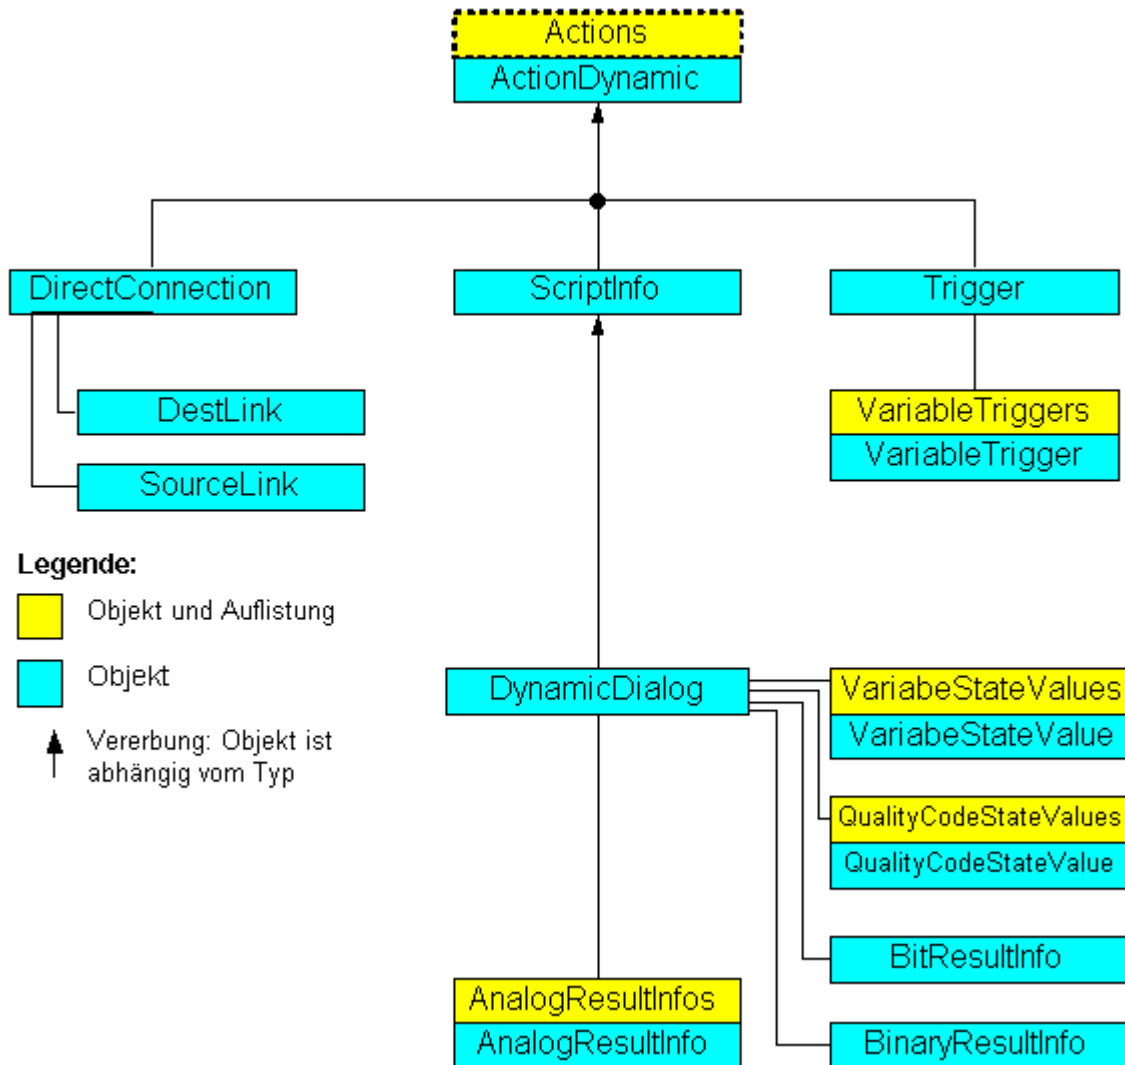 Actions
ActionDynamic
DirectConnection
ScriptInfo
Trigger
DestLink
SourceLink
VariableTriggers
VariableTrigger
Legende:
Objekt und Auflistung
Objekt
Vererbung: Objekt ist
abhängig vom Typ
DynamicDialog
VariabeStateValues
VariabeStateValue
QualityCodeStateValues
QualityCodeStateValue
BitResultInfo
AnalogResultInfos
AnalogResultInfo
BinaryResultInfo